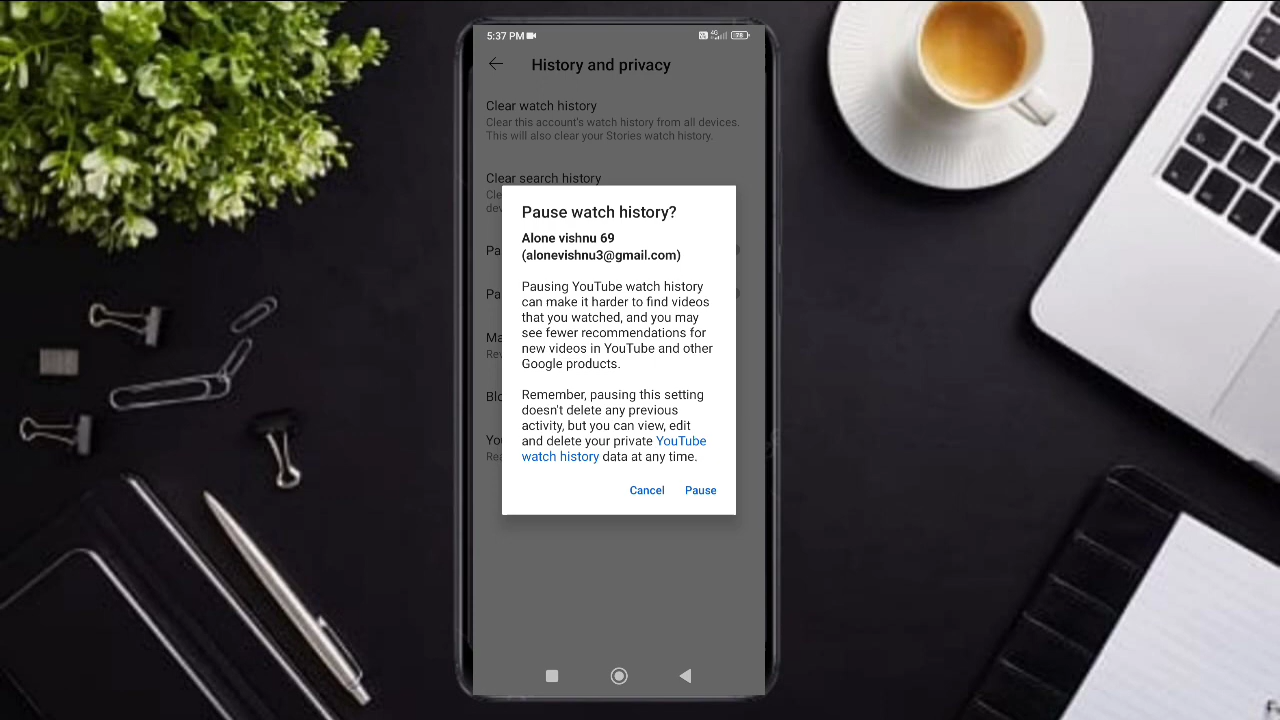 5:37 PM
History and privacy
Clear watch history
Clear this account's watch history from all devices.
This will also clear your Stories watch history.
Clear search history
Pause watch history?
Alone vishnu 69
(alonevishnu3@gmail.com)
Pausing YouTube watch history
can make it harder to find videos
that you watched, and you may
see fewer recommendations for
new videos in YouTube and other
Google products.
Remember, pausing this setting
doesn't delete any previous
activity, but you can view, edit
and delete your private YouTube
watch history data at any time.
Cancel Pause